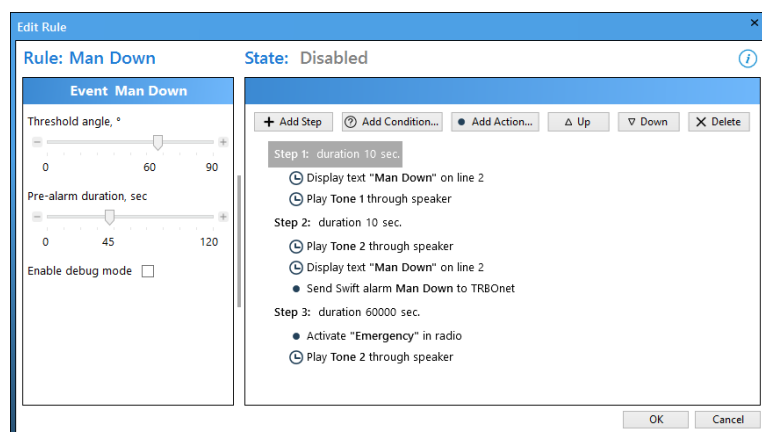 Edit Rule
Rule: Man Down
State: Disabled
Event Man Down
Threshold angle, °
0 60 90
Pre-alarm duration, sec
0 45 120
Enable debug mode
Add Step Add Condition... Add Action... Up Down Delete
Step 1: duration 10 sec.
Display text "Man Down" on line 2
Play Tone 1 through speaker
Step 2: duration 10 sec.
Play Tone 2 through speaker
Display text "Man Down" on line 2
Send Swift alarm Man Down to TRBOnet
Step 3: duration 60000 sec.
Activate "Emergency" in radio
Play Tone 2 through speaker
OK Cancel